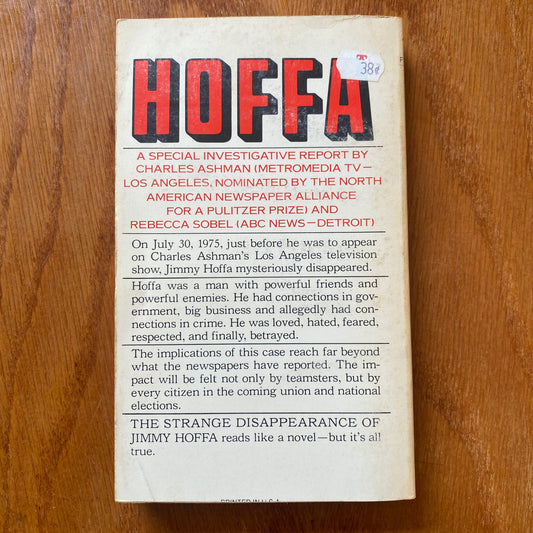 HOFFA
38¢
A SPECIAL INVESTIGATIVE REPORT BY
CHARLES ASHMAN (METROMEDIA TV—
LOS ANGELES, NOMINATED BY THE NORTH
AMERICAN NEWSPAPER ALLIANCE
FOR A PULITZER PRIZE) AND
REBECCA SOBEL (ABC NEWS—DETROIT)
On July 30, 1975, just before he was to appear
on Charles Ashman's Los Angeles television
show, Jimmy Hoffa mysteriously disappeared.
Hoffa was a man with powerful friends and
powerful enemies. He had connections in gov-
ernment, big business and allegedly had con-
nections in crime. He was loved, hated, feared,
respected, and finally, betrayed.
The implications of this case reach far beyond
what the newspapers have reported. The im-
pact will be felt not only by teamsters, but by
every citizen in the coming union and national
elections.
THE STRANGE DISAPPEARANCE OF
JIMMY HOFFA reads like a novel—but it's all
true.
PRINTED IN U.S.A.